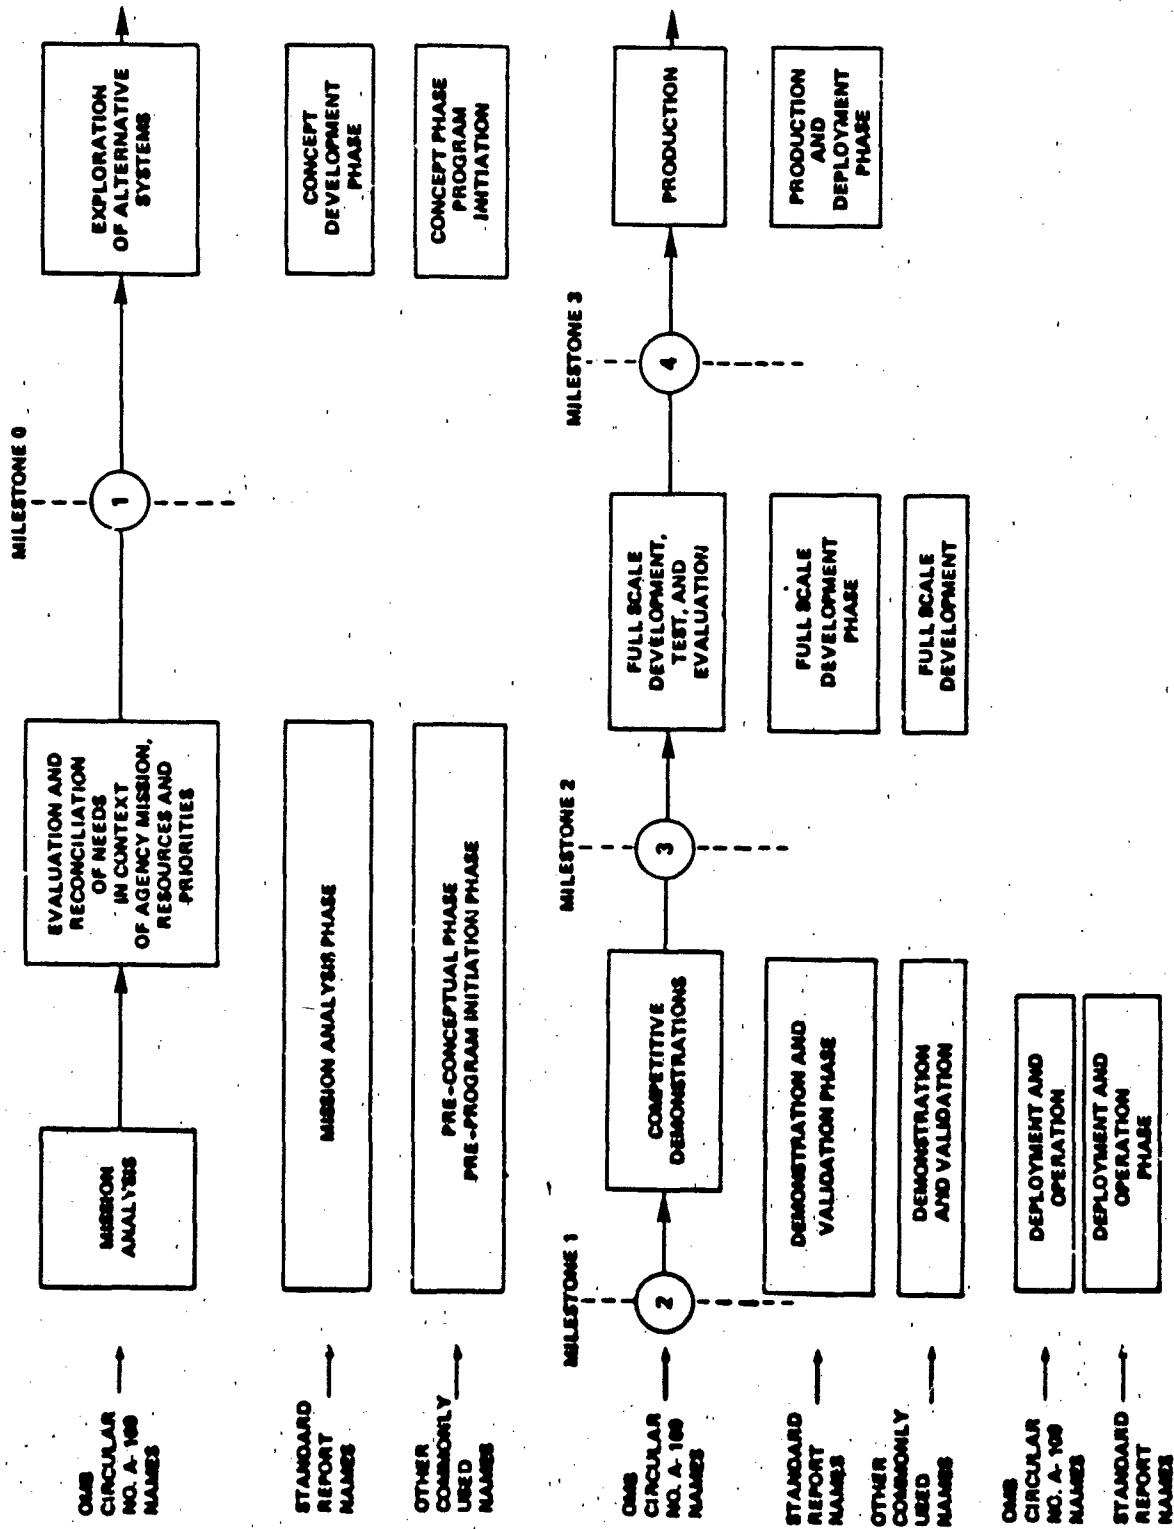 MILESTONE 0
OMB
CIRCULAR
NO. A-109
NAMES
MISSION
ANALYSIS
EVALUATION AND
RECONCILIATION
OF NEEDS
IN CONTEXT
OF AGENCY MISSION,
RESOURCES AND
PRIORITIES
1
EXPLORATION
OF ALTERNATIVE
SYSTEMS
STANDARD
REPORT
NAMES
MISSION ANALYSIS PHASE
CONCEPT
DEVELOPMENT
PHASE
OTHER
COMMONLY
USED
NAMES
PRE-CONCEPTUAL PHASE
PRE-PROGRAM INITIATION PHASE
CONCEPT PHASE
PROGRAM
INITIATION
MILESTONE 1
MILESTONE 2
MILESTONE 3
OMB
CIRCULAR
NO. A-109
NAMES
2
COMPETITIVE
DEMONSTRATIONS
3
FULL SCALE
DEVELOPMENT,
TEST, AND
EVALUATION
4
PRODUCTION
STANDARD
REPORT
NAMES
DEMONSTRATION AND
VALIDATION PHASE
FULL SCALE
DEVELOPMENT
PHASE
PRODUCTION
AND
DEPLOYMENT
PHASE
OTHER
COMMONLY
USED
NAMES
DEMONSTRATION
AND VALIDATION
FULL SCALE
DEVELOPMENT
OMB
CIRCULAR
NO. A-109
NAMES
DEPLOYMENT AND
OPERATION
STANDARD
REPORT
NAMES
DEPLOYMENT AND
OPERATION
PHASE